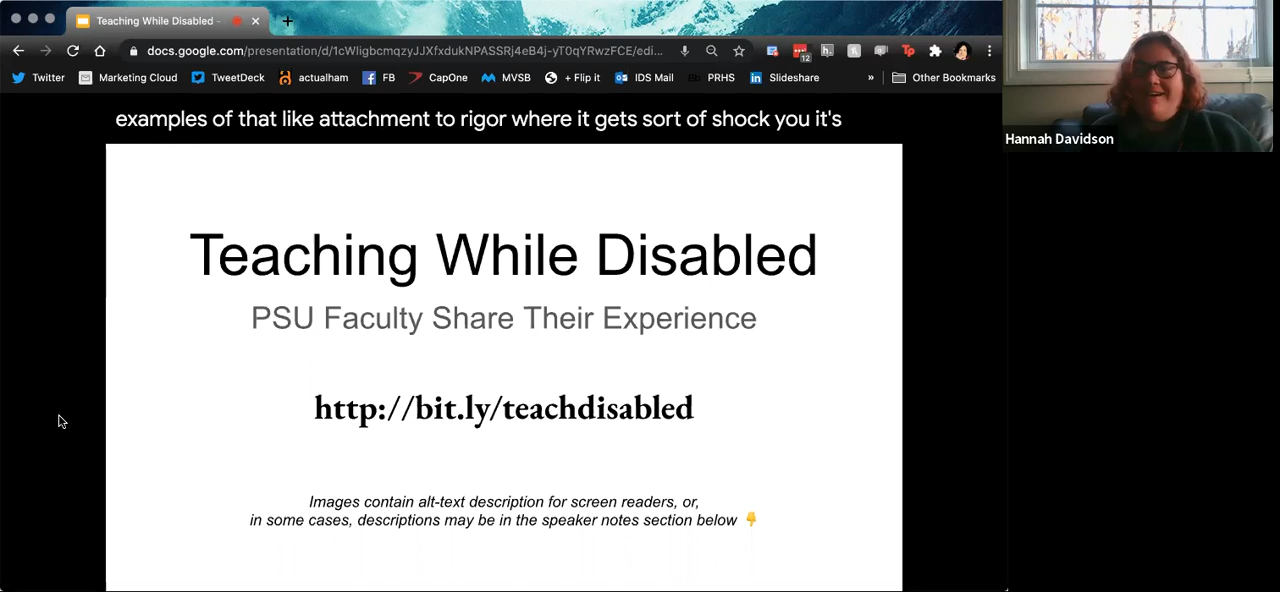 Teaching While Disabled -
docs.google.com/presentation/d/1cWligbcmqzyJJXfxdukNPASSRj4eB4j-yT0qYRwzFCE/edi...
12
h.
Tp
Twitter
Marketing Cloud
TweetDeck
actualham
FB
CapOne
MVSB
+ Flip it
IDS Mail
Bb PRHS
in Slideshare
»
Other Bookmarks
examples of that like attachment to rigor where it gets sort of shock you it's
Hannah Davidson
Teaching While Disabled
PSU Faculty Share Their Experience
http://bit.ly/teachdisabled
Images contain alt-text description for screen readers, or,
in some cases, descriptions may be in the speaker notes section below 👇